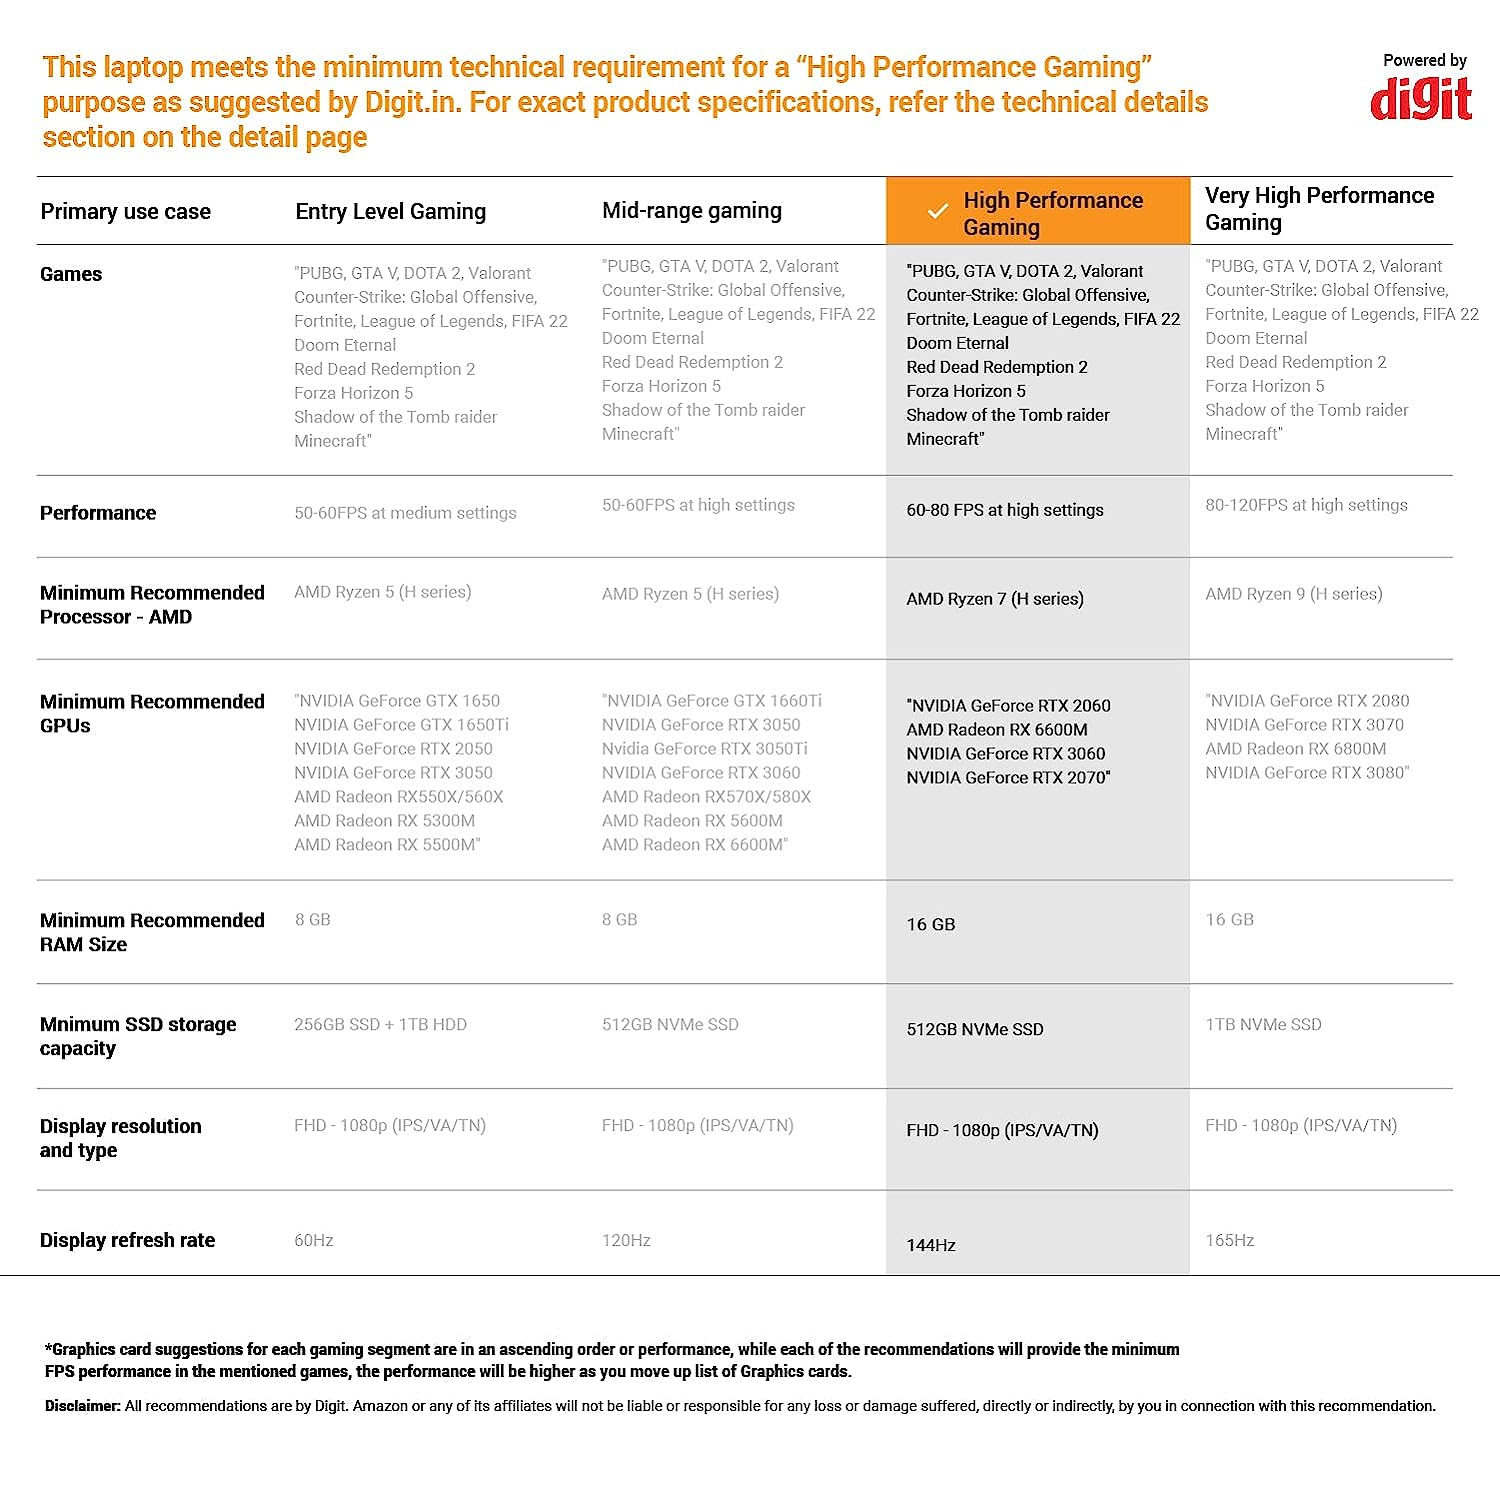 This laptop meets the minimum technical requirement for a “High Performance Gaming”
purpose as suggested by Digit.in. For exact product specifications, refer the technical details
section on the detail page
Powered by
digit
Primary use case
Entry Level Gaming
Mid-range gaming
High Performance
Gaming
Very High Performance
Gaming
Games
"PUBG, GTA V, DOTA 2, Valorant
Counter-Strike: Global Offensive,
Fortnite, League of Legends, FIFA 22
Doom Eternal
Red Dead Redemption 2
Forza Horizon 5
Shadow of the Tomb raider
Minecraft"
"PUBG, GTA V, DOTA 2, Valorant
Counter-Strike: Global Offensive,
Fortnite, League of Legends, FIFA 22
Doom Eternal
Red Dead Redemption 2
Forza Horizon 5
Shadow of the Tomb raider
Minecraft"
"PUBG, GTA V, DOTA 2, Valorant
Counter-Strike: Global Offensive,
Fortnite, League of Legends, FIFA 22
Doom Eternal
Red Dead Redemption 2
Forza Horizon 5
Shadow of the Tomb raider
Minecraft"
"PUBG, GTA V, DOTA 2, Valorant
Counter-Strike: Global Offensive,
Fortnite, League of Legends, FIFA 22
Doom Eternal
Red Dead Redemption 2
Forza Horizon 5
Shadow of the Tomb raider
Minecraft"
Performance
50-60FPS at medium settings
50-60FPS at high settings
60-80 FPS at high settings
80-120FPS at high settings
Minimum Recommended
Processor - AMD
AMD Ryzen 5 (H series)
AMD Ryzen 5 (H series)
AMD Ryzen 7 (H series)
AMD Ryzen 9 (H series)
Minimum Recommended
GPUs
"NVIDIA GeForce GTX 1650
NVIDIA GeForce GTX 1650Ti
NVIDIA GeForce RTX 2050
NVIDIA GeForce RTX 3050
AMD Radeon RX550X/560X
AMD Radeon RX 5300M
AMD Radeon RX 5500M"
"NVIDIA GeForce GTX 1660Ti
NVIDIA GeForce RTX 3050
Nvidia GeForce RTX 3050Ti
NVIDIA GeForce RTX 3060
AMD Radeon RX570X/580X
AMD Radeon RX 5600M
AMD Radeon RX 6600M"
"NVIDIA GeForce RTX 2060
AMD Radeon RX 6600M
NVIDIA GeForce RTX 3060
NVIDIA GeForce RTX 2070"
"NVIDIA GeForce RTX 2080
NVIDIA GeForce RTX 3070
AMD Radeon RX 6800M
NVIDIA GeForce RTX 3080"
Minimum Recommended
RAM Size
8 GB
8 GB
16 GB
16 GB
Mnimum SSD storage
capacity
256GB SSD + 1TB HDD
512GB NVMe SSD
512GB NVMe SSD
1TB NVMe SSD
Display resolution
and type
FHD - 1080p (IPS/VA/TN)
FHD - 1080p (IPS/VA/TN)
FHD - 1080p (IPS/VA/TN)
FHD - 1080p (IPS/VA/TN)
Display refresh rate
60Hz
120Hz
144Hz
165Hz
*Graphics card suggestions for each gaming segment are in an ascending order or performance, while each of the recommendations will provide the minimum
FPS performance in the mentioned games, the performance will be higher as you move up list of Graphics cards.
Disclaimer: All recommendations are by Digit. Amazon or any of its affiliates will not be liable or responsible for any loss or damage suffered, directly or indirectly, by you in connection with this recommendation.